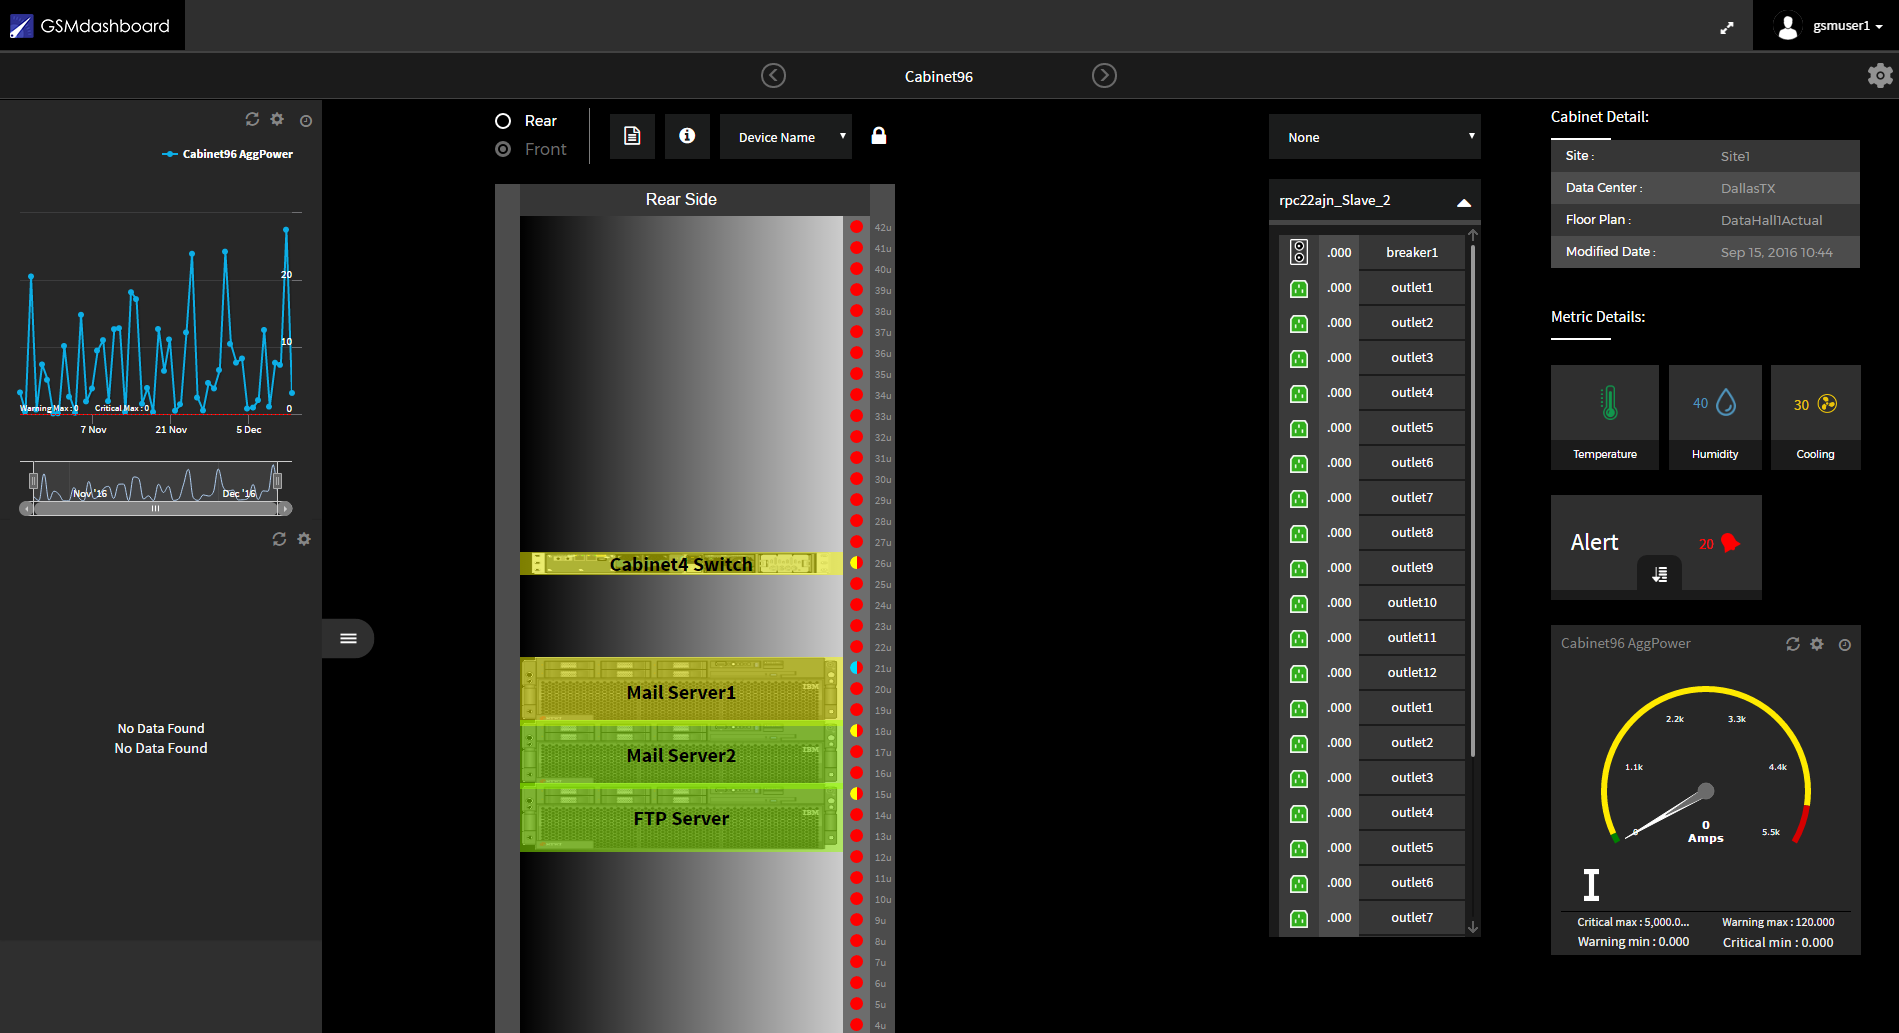 GSMdashboard
gsmuser1
Cabinet96
Cabinet96 AggPower
20
10
0
Warning Max : 0 Critical Max : 0
7 Nov 21 Nov 5 Dec
Nov '16 Dec '16
No Data Found
No Data Found
Rear
Front
Device Name
Rear Side
42u
41u
40u
39u
38u
37u
36u
35u
34u
33u
32u
31u
30u
29u
28u
27u
Cabinet4 Switch 26u
25u
24u
23u
22u
21u
Mail Server1
20u
19u
18u
Mail Server2
17u
16u
15u
FTP Server
14u
13u
12u
11u
10u
9u
8u
7u
6u
5u
4u
None
rpc22ajn_Slave_2
.000 breaker1
.000 outlet1
.000 outlet2
.000 outlet3
.000 outlet4
.000 outlet5
.000 outlet6
.000 outlet7
.000 outlet8
.000 outlet9
.000 outlet10
.000 outlet11
.000 outlet12
.000 outlet1
.000 outlet2
.000 outlet3
.000 outlet4
.000 outlet5
.000 outlet6
.000 outlet7
Cabinet Detail:
Site : Site1
Data Center : DallasTX
Floor Plan : DataHall1Actual
Modified Date : Sep 15, 2016 10:44
Metric Details:
40 30
Temperature Humidity Cooling
Alert 20
Cabinet96 AggPower
2.2k 3.3k
1.1k 4.4k
0 5.5k
0
Amps
I
Critical max : 5,000.0... Warning max : 120.000
Warning min : 0.000 Critical min : 0.000